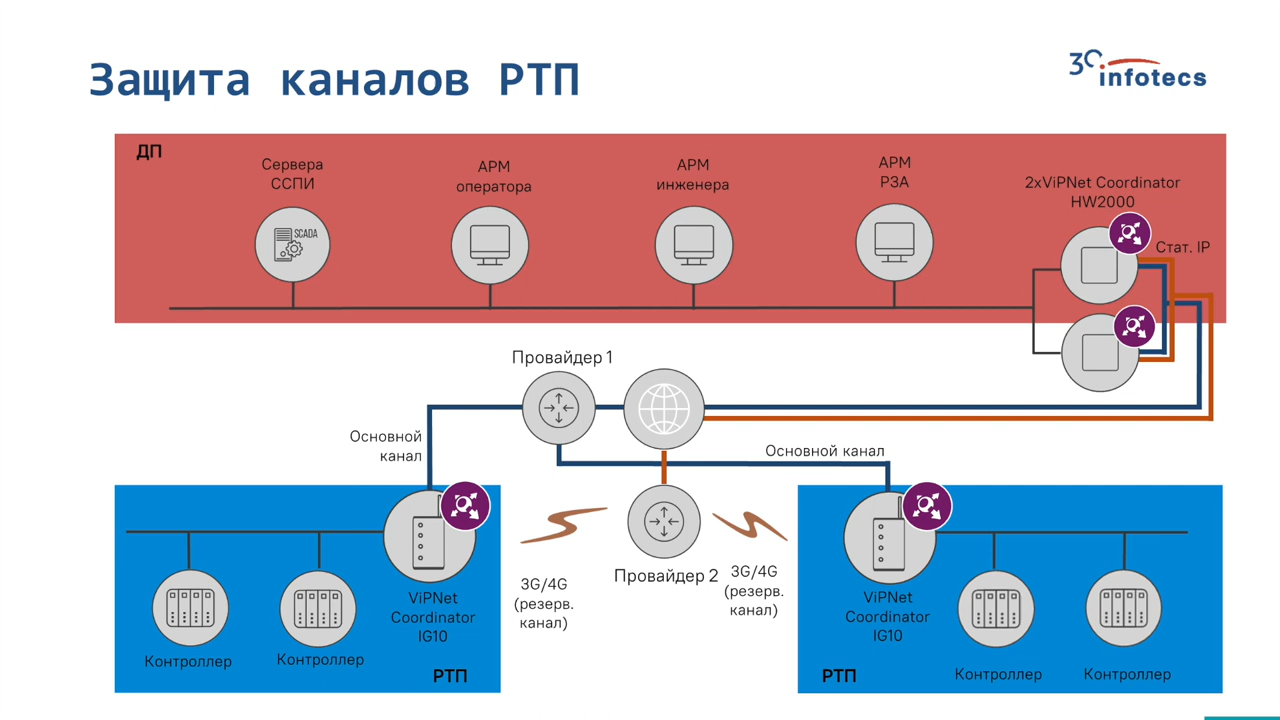 Защита каналов РТП
30 infotecs
ДП
Сервера
ССПИ
SCADA
АРМ
оператора
АРМ
инженера
АРМ
РЗА
2xViPNet Coordinator
HW2000
Стат. IP
Провайдер 1
Основной
канал
Основной канал
3G/4G
(резерв.
канал)
Провайдер 2
3G/4G
(резерв.
канал)
ViPNet
Coordinator
IG10
Контроллер
Контроллер
РТП
ViPNet
Coordinator
IG10
Контроллер
Контроллер
РТП